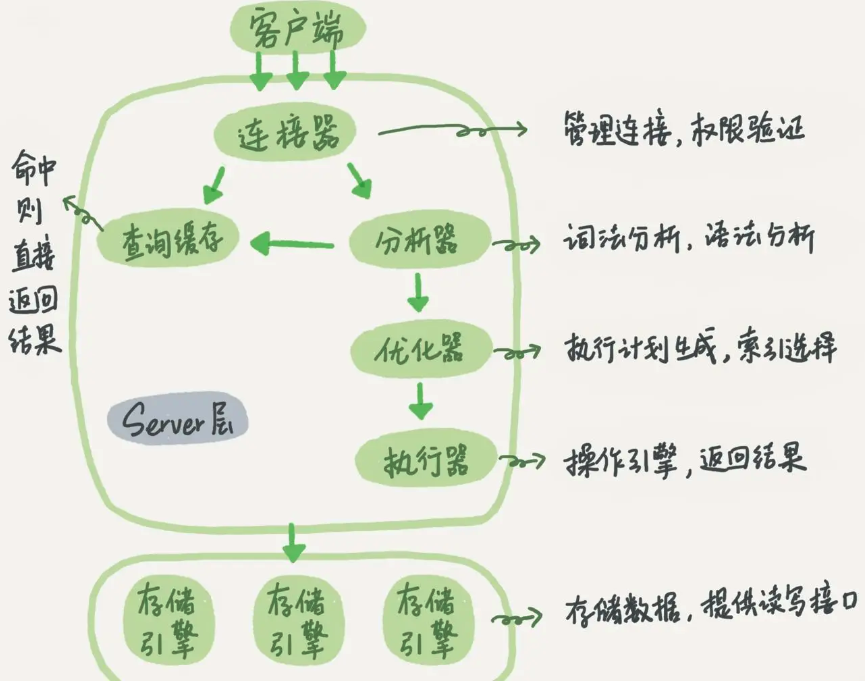 客户端
连接器
管理连接,权限验证
命中
则
直接
返回
结果
查询缓存
分析器
词法分析,语法分析
优化器
执行计划生成,索引选择
Server层
执行器
操作引擎,返回结果
存储
引擎
存储
引擎
存储
引擎
存储数据,提供读写接口